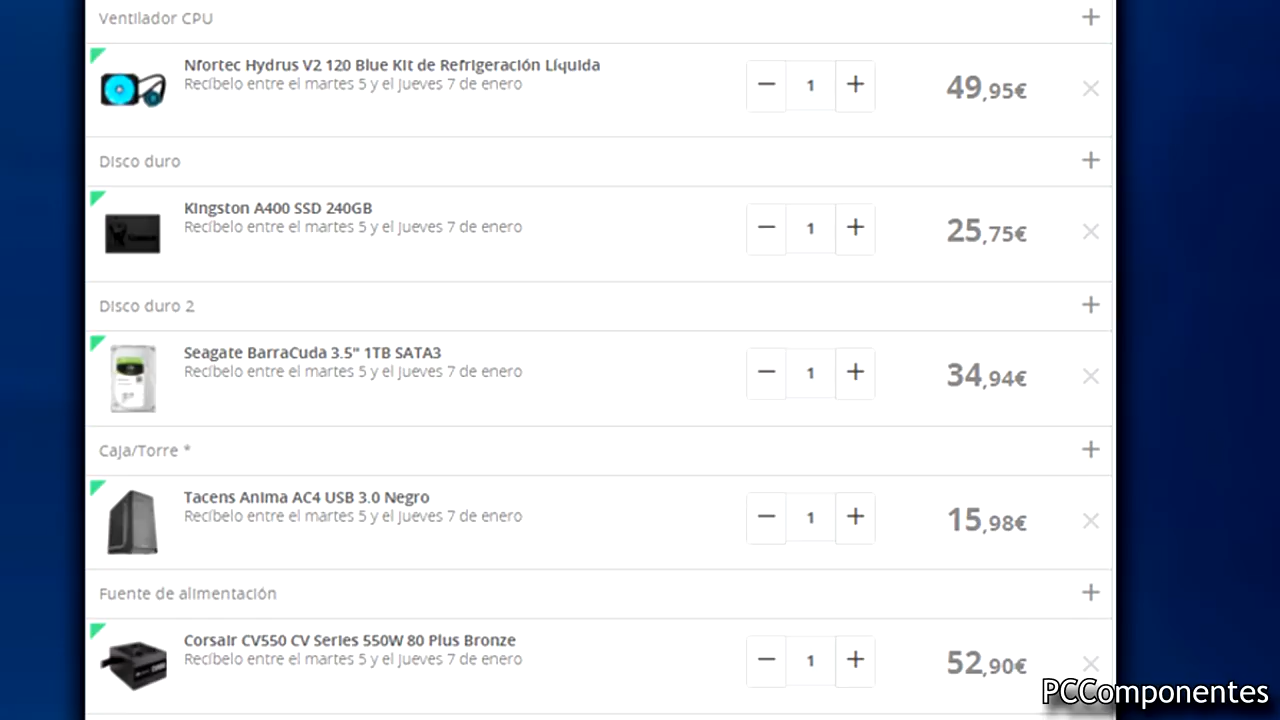 Ventilador CPU
+
Nfortec Hydrus V2 120 Blue Kit de Refrigeración Líquida
Recíbelo entre el martes 5 y el jueves 7 de enero
− 1 +
49,95€
×
Disco duro
+
Kingston A400 SSD 240GB
Recíbelo entre el martes 5 y el jueves 7 de enero
− 1 +
25,75€
×
Disco duro 2
+
Seagate BarraCuda 3.5" 1TB SATA3
Recíbelo entre el martes 5 y el jueves 7 de enero
− 1 +
34,94€
×
Caja/Torre *
+
Tacens Anima AC4 USB 3.0 Negro
Recíbelo entre el martes 5 y el jueves 7 de enero
− 1 +
15,98€
×
Fuente de alimentación
+
Corsair CV550 CV Series 550W 80 Plus Bronze
Recíbelo entre el martes 5 y el jueves 7 de enero
− 1 +
52,90€
×
PCComponentes